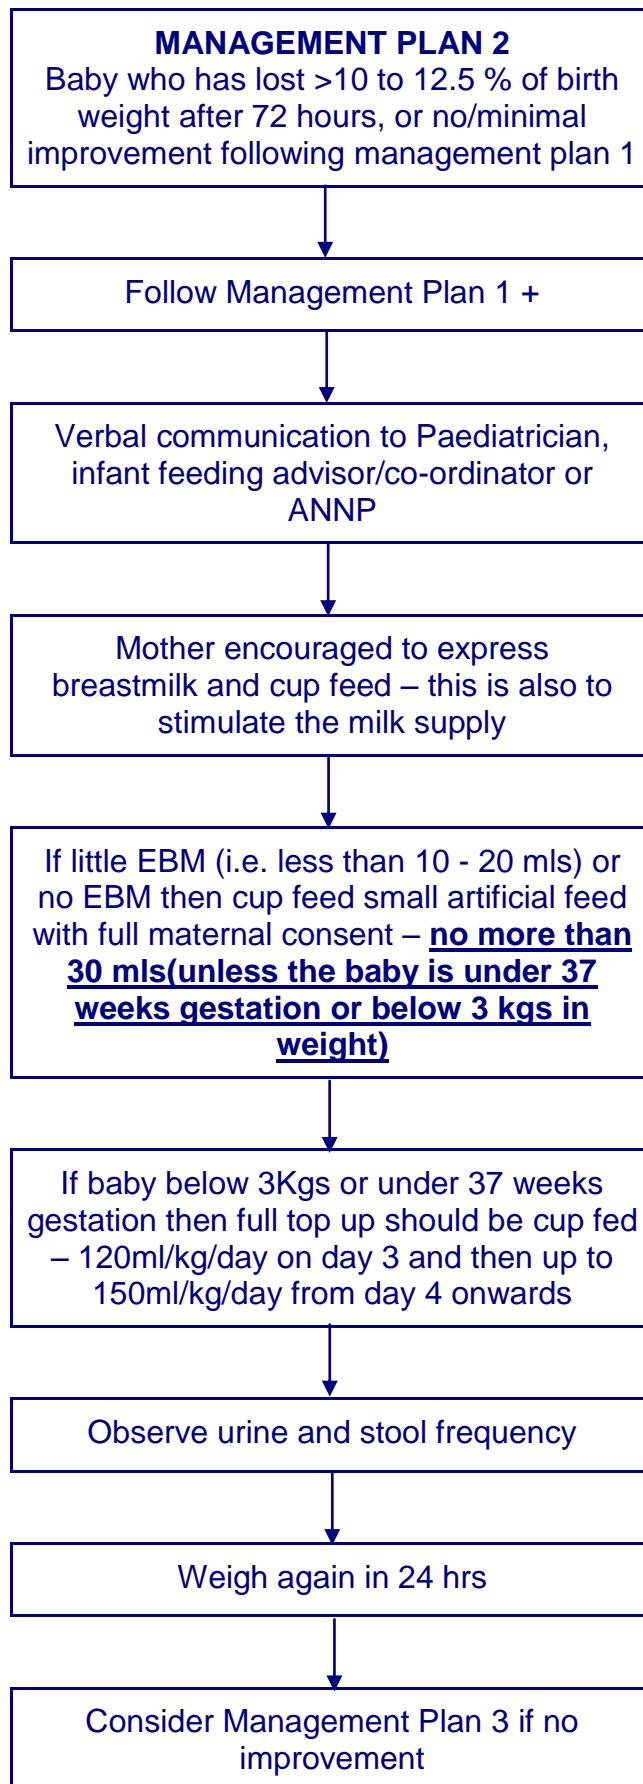 MANAGEMENT PLAN 2
Baby who has lost >10 to 12.5 % of birth
weight after 72 hours, or no/minimal
improvement following management plan 1
Follow Management Plan 1 +
Verbal communication to Paediatrician,
infant feeding advisor/co-ordinator or
ANNP
Mother encouraged to express
breastmilk and cup feed – this is also to
stimulate the milk supply
If little EBM (i.e. less than 10 - 20 mls) or
no EBM then cup feed small artificial feed
with full maternal consent – no more than
30 mls(unless the baby is under 37
weeks gestation or below 3 kgs in
weight)
If baby below 3Kgs or under 37 weeks
gestation then full top up should be cup fed
– 120ml/kg/day on day 3 and then up to
150ml/kg/day from day 4 onwards
Observe urine and stool frequency
Weigh again in 24 hrs
Consider Management Plan 3 if no
improvement